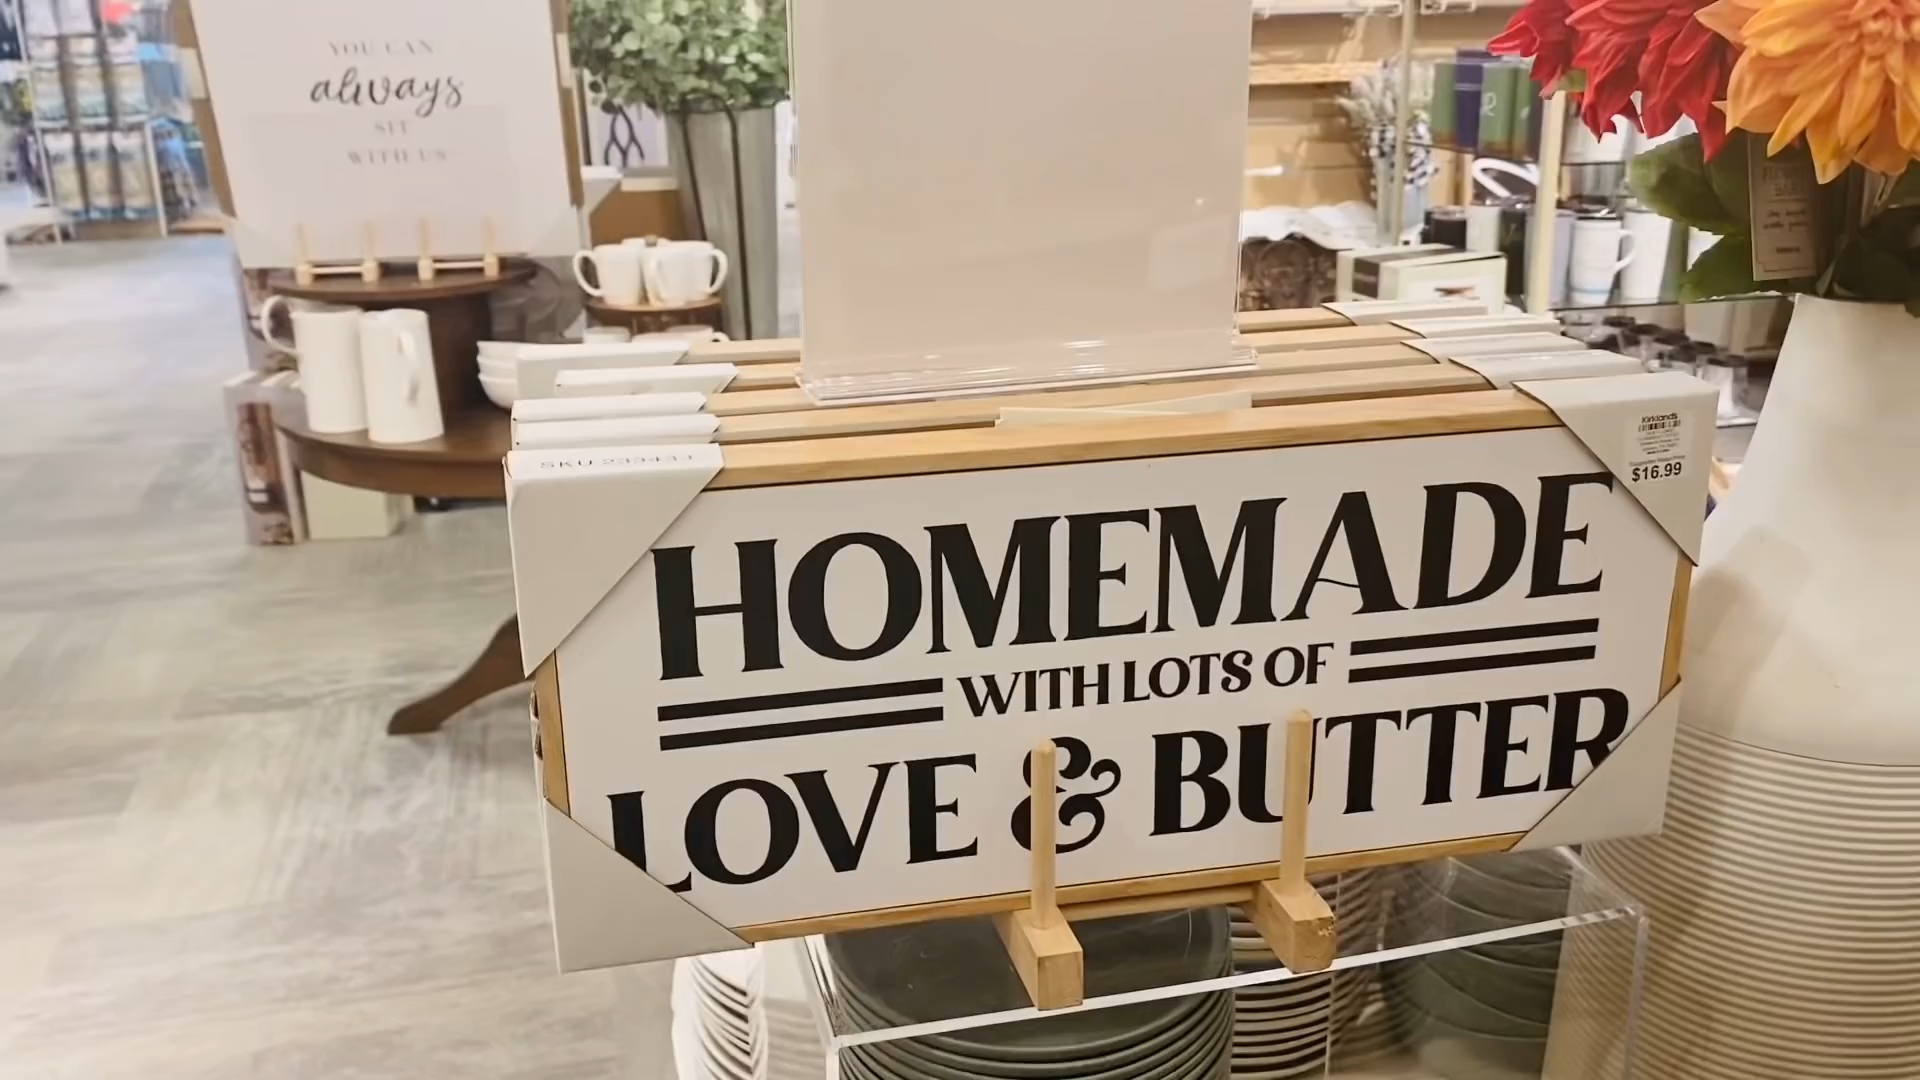 YOU CAN
always
SIT
WITH US
Kirkland's
$16.99
HOMEMADE
WITH LOTS OF
LOVE & BUTTER